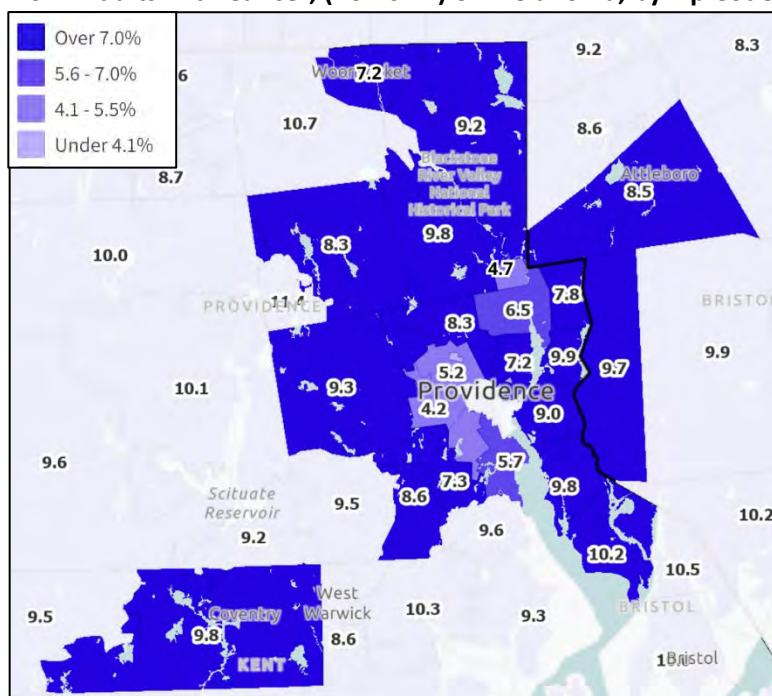 Over 7.0%
5.6 - 7.0%
4.1 - 5.5%
Under 4.1%
9.2
8.3
7.2
10.7
9.2
8.6
Blackstone
River Valley
National
Historical Park
8.7
Attleboro
8.5
10.0
8.3
9.8
4.7
7.8
PROVIDENCE
11.4
6.5
BRISTOL
8.3
7.2
9.9
9.7
9.9
10.1
9.3
5.2
Providence
4.2
9.0
9.6
5.7
7.3
8.6
9.8
Scituate
Reservoir
9.5
9.2
9.6
10.2
10.2
10.5
9.5
Coventry
9.8
KENT
West
Warwick
8.6
10.3
9.3
BRISTOL
Bristol